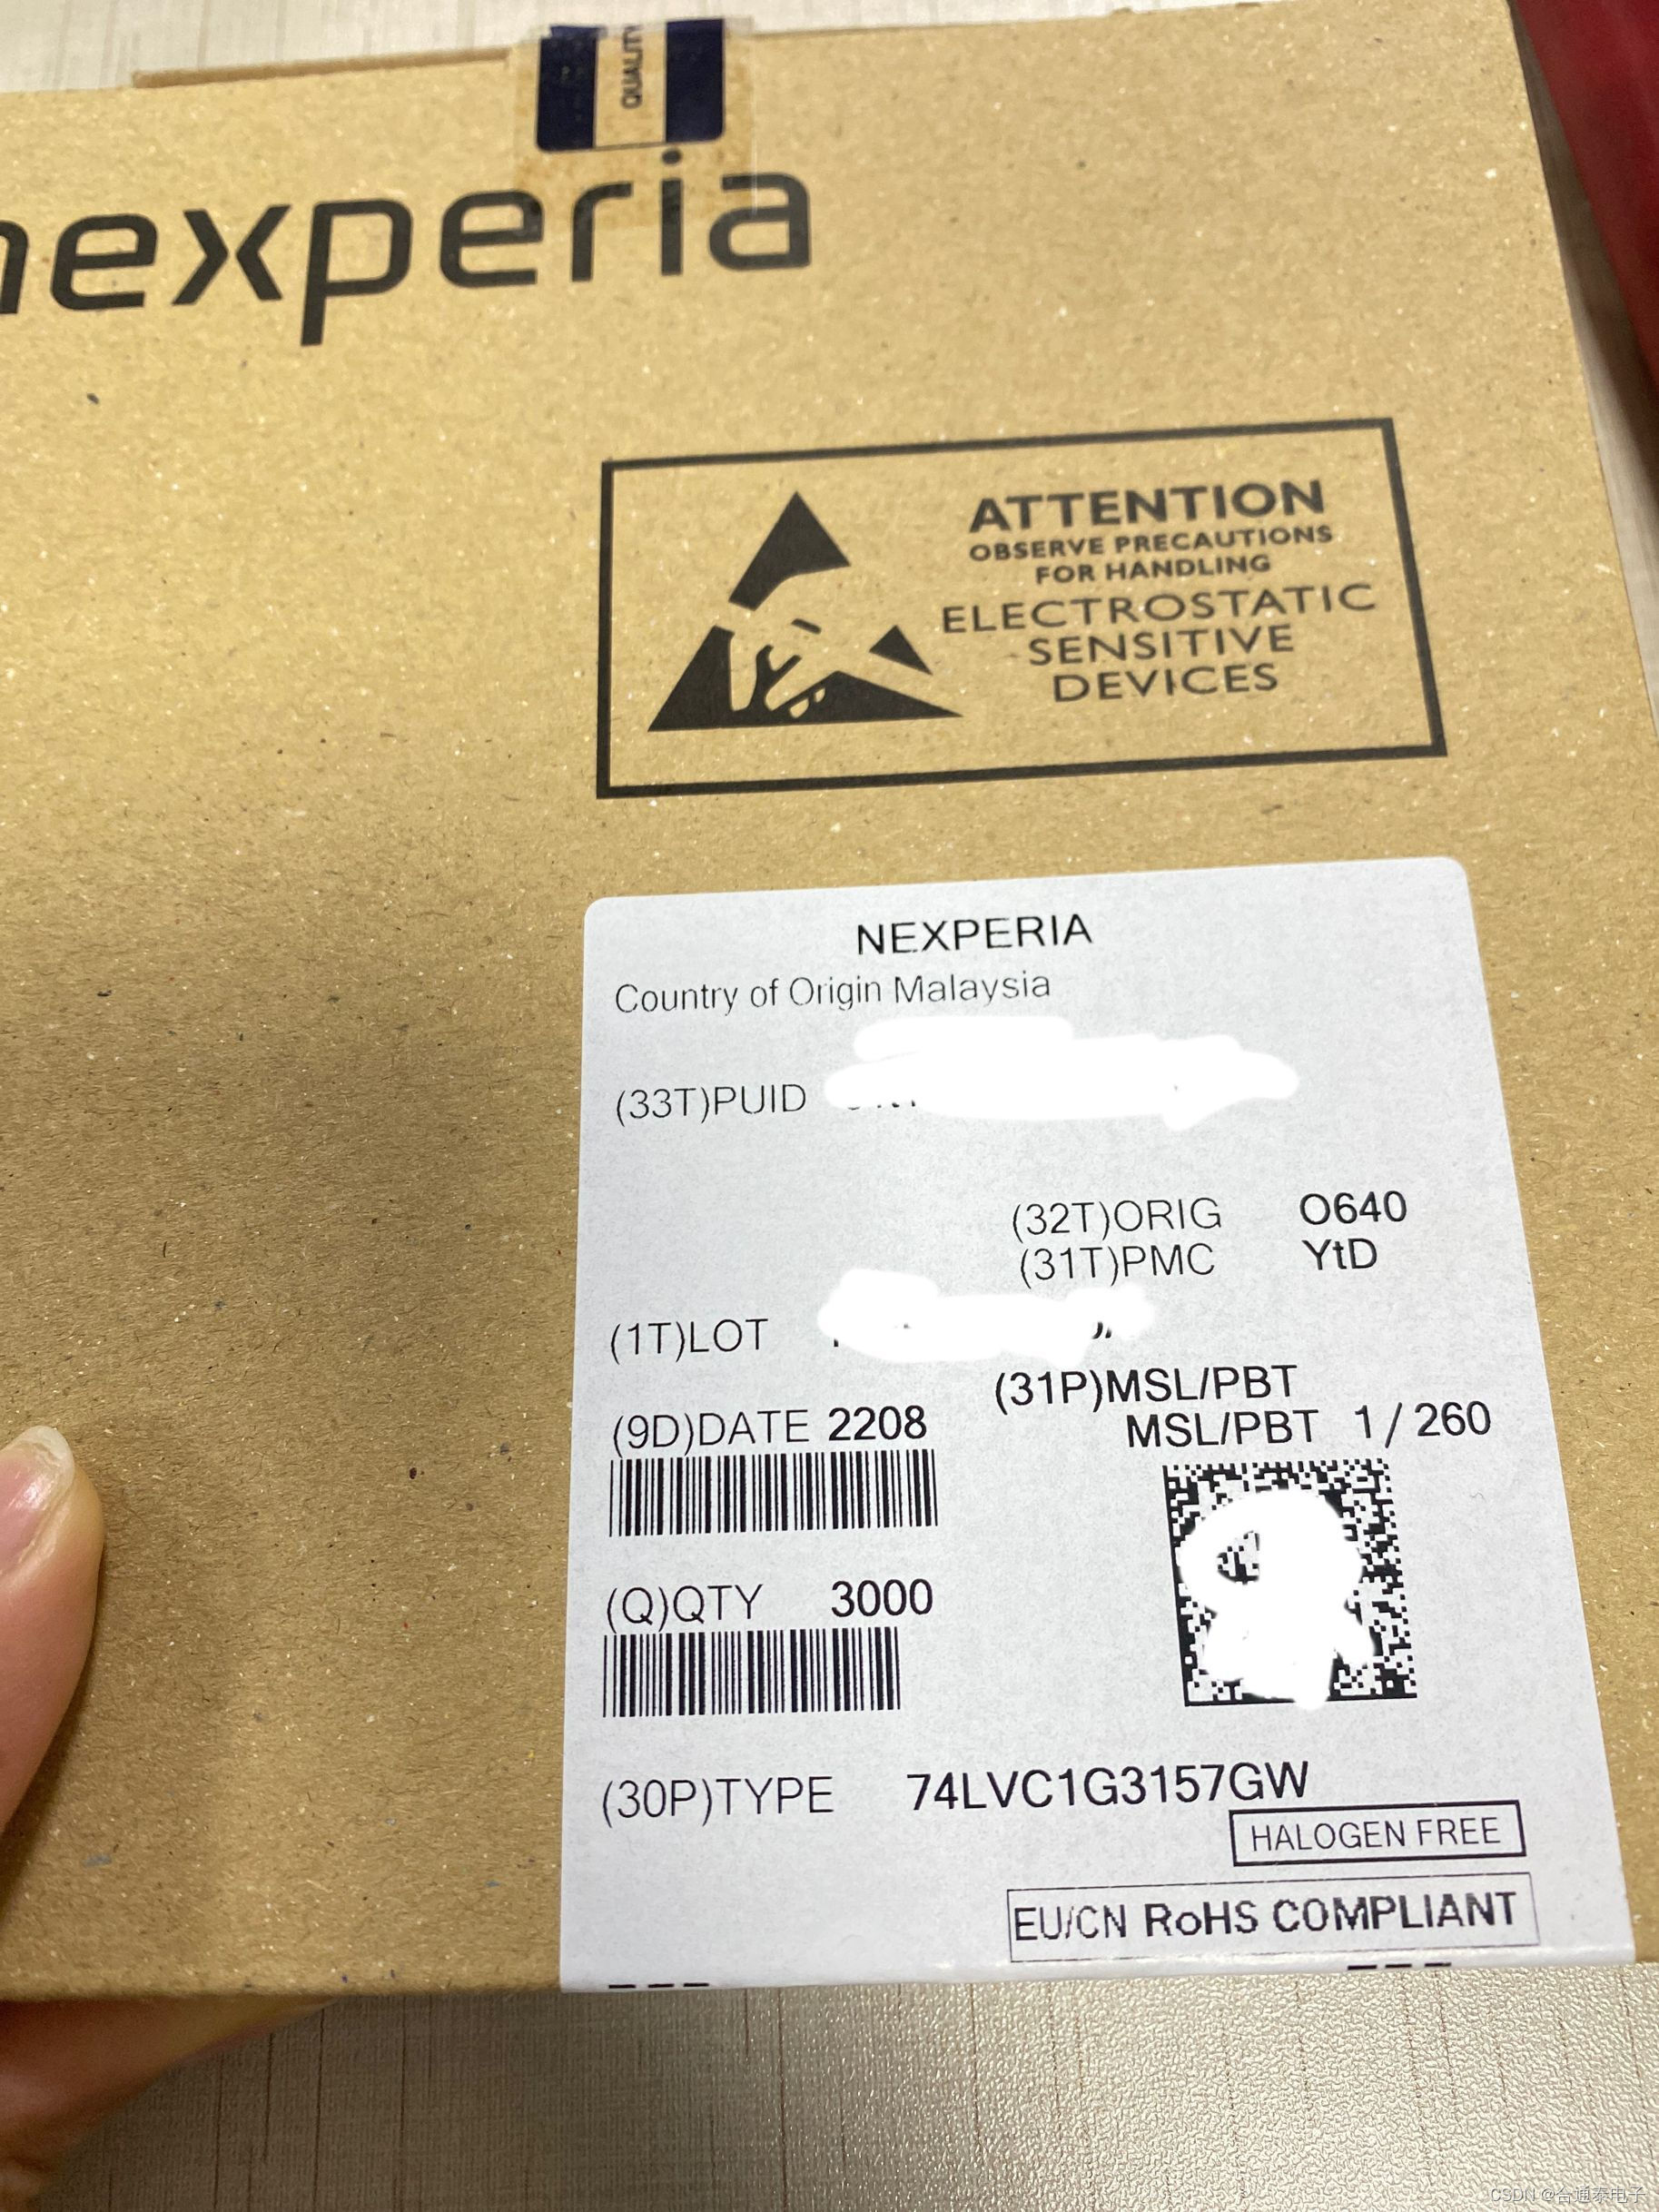 QUALITY
nexperia
ATTENTION
OBSERVE PRECAUTIONS
FOR HANDLING
ELECTROSTATIC
SENSITIVE
DEVICES
NEXPERIA
Country of Origin Malaysia
(33T)PUID
(32T)ORIG O640
(31T)PMC YtD
(1T)LOT
(31P)MSL/PBT
(9D)DATE 2208
MSL/PBT 1/260
(Q)QTY 3000
(30P)TYPE 74LVC1G3157GW
HALOGEN FREE
EU/CN RoHS COMPLIANT
CSDN @合通泰电子